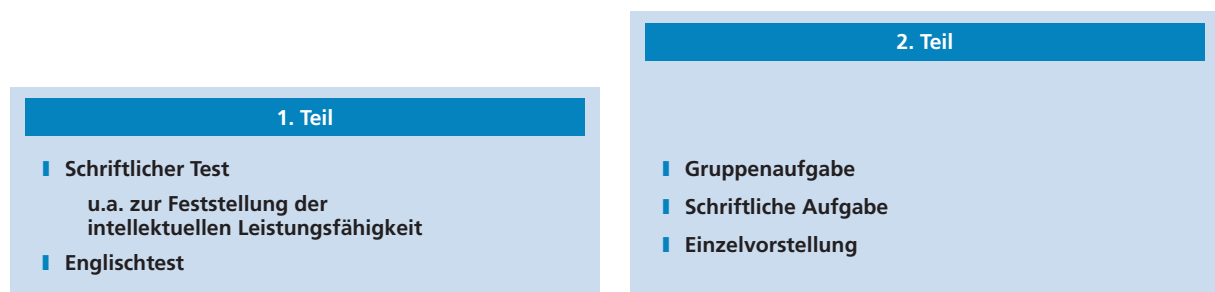 1. Teil
Schriftlicher Test
u.a. zur Feststellung der
intellektuellen Leistungsfähigkeit
Englischtest
2. Teil
Gruppenaufgabe
Schriftliche Aufgabe
Einzelvorstellung